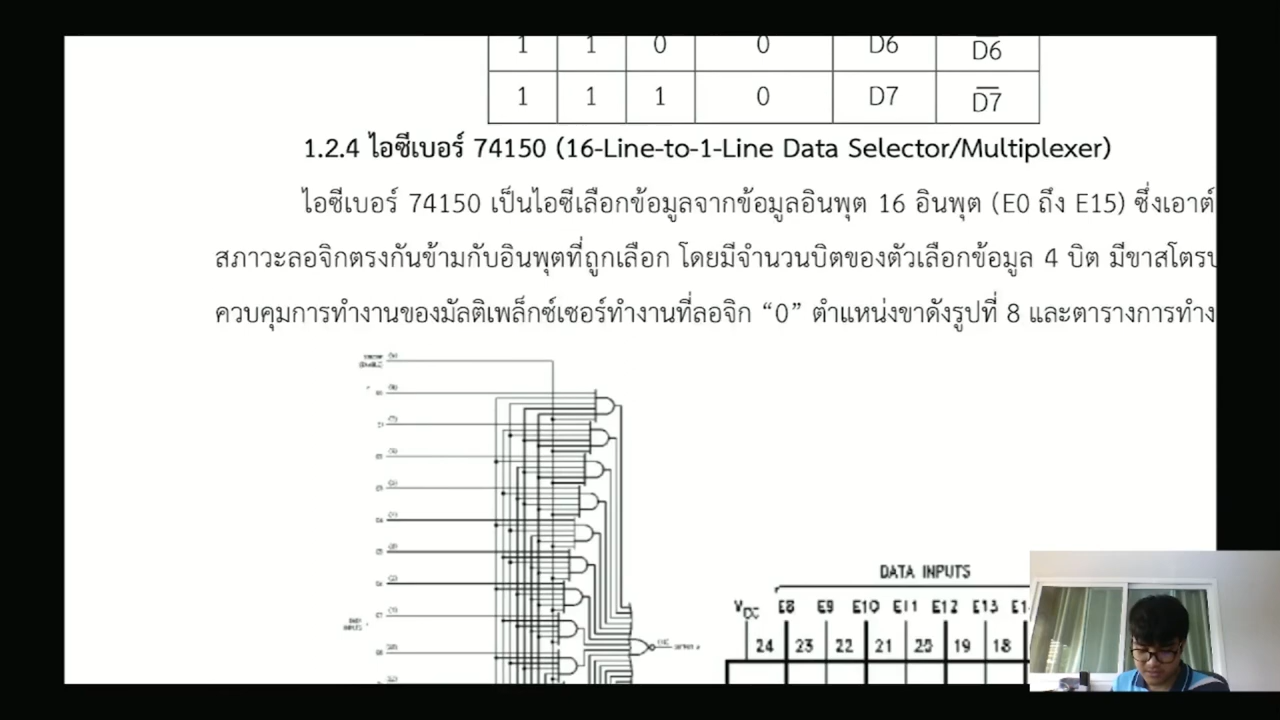 1 1 0 0 D6 D6
1 1 1 0 D7 D7
1.2.4 ไอซีเบอร์ 74150 (16-Line-to-1-Line Data Selector/Multiplexer)
ไอซีเบอร์ 74150 เป็นไอซีเลือกข้อมูลจากข้อมูลอินพุต 16 อินพุต (E0 ถึง E15) ซึ่งเอาต์
สภาวะลอจิกตรงกันข้ามกับอินพุตที่ถูกเลือก โดยมีจำนวนบิตของตัวเลือกข้อมูล 4 บิต มีขาสโตรบ
ควบคุมการทำงานของมัลติเพล็กซ์เซอร์ทำงานที่ลอจิก “0” ตำแหน่งขาดังรูปที่ 8 และตารางการทำง
DATA INPUTS
E8 E9 E10 E11 E12 E13
24 23 22 21 20 19 18